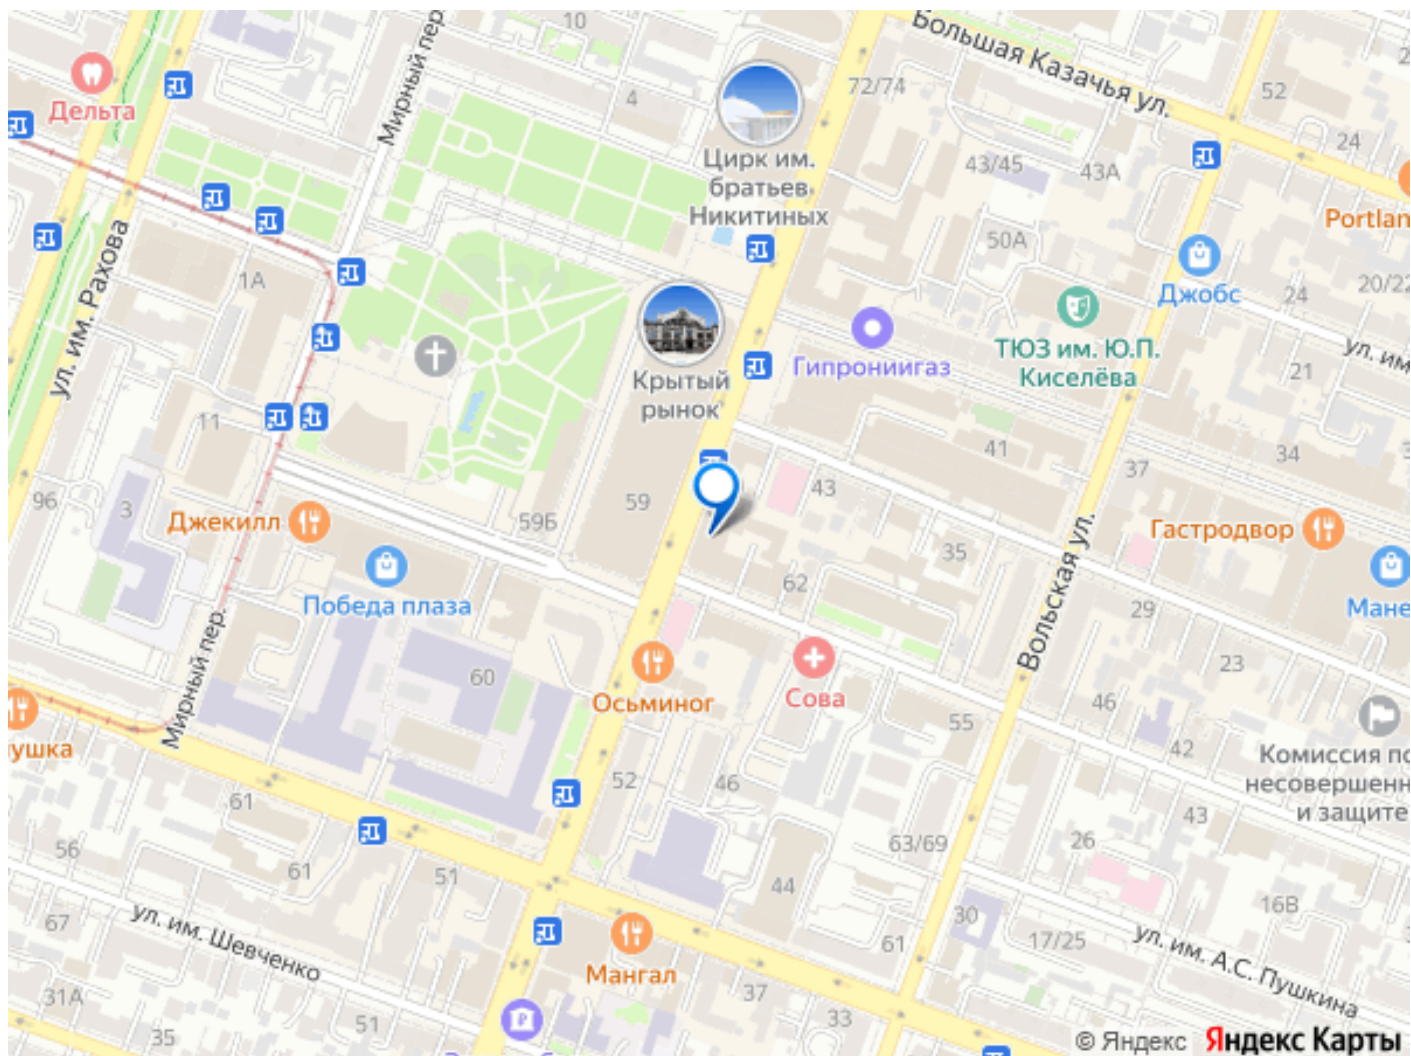 10
Мирный пер.
Большая Казачья ул.
72/74
52
4
24
Дельта
Цирк им.
братьев
Никитиных
43/45
43А
Portlan
50А
Джобс
20/22
24
1А
ул. им. Рахова
Гипрониигаз
ТЮЗ им. Ю.П.
Киселёва
ул. им
21
Крытый
рынок
11
41
34
37
96
3
59
43
Джекилл
59Б
Гастродвор
35
62
Победа плаза
Мане
29
Вольская ул.
Мирный пер.
23
60
Осьминог
Сова
46
55
42
ушка
Комиссия по
несовершенн
и защите
52
46
61
43
63/69
26
56
61
51
44
16В
30
67
ул. им. Шевченко
17/25
61
ул. им. А.С. Пушкина
Мангал
31А
37
51
33
35
© Яндекс Яндекс Карты